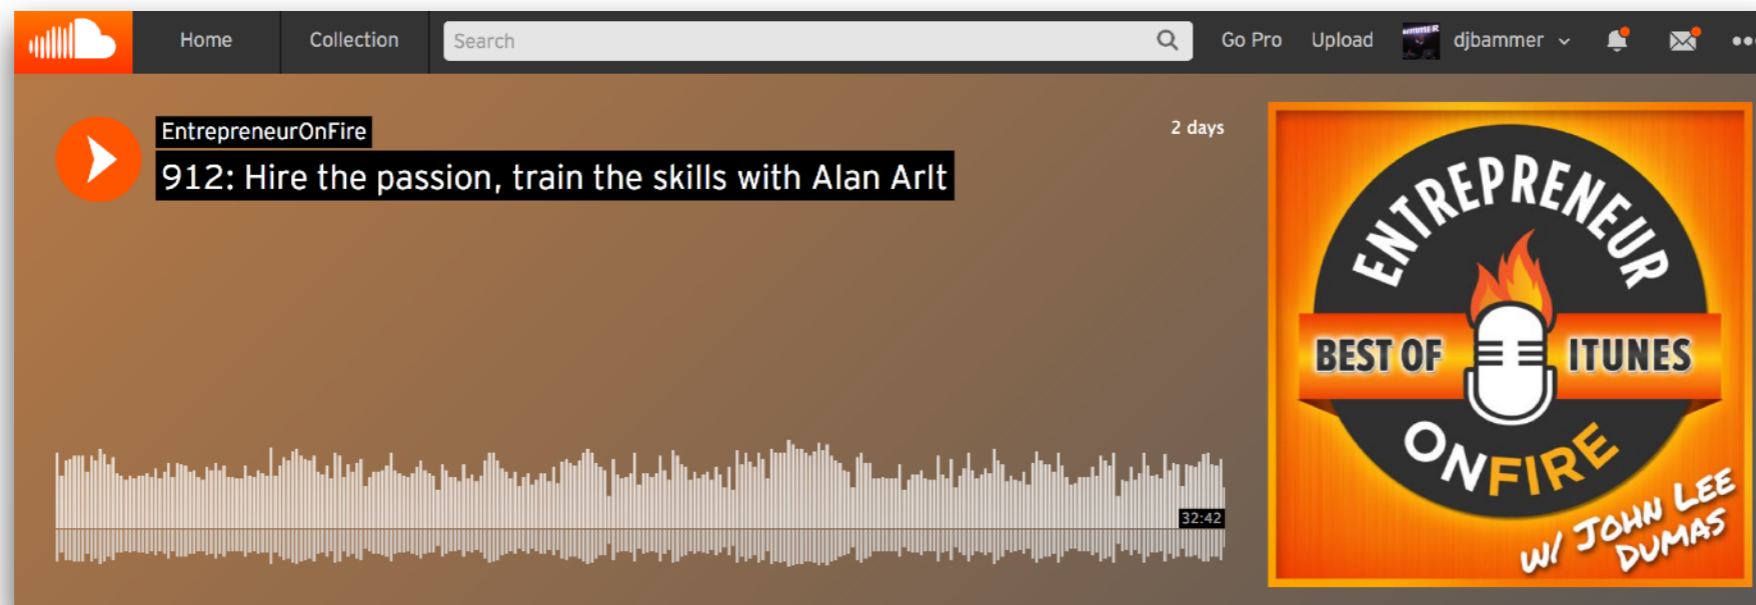 Home
Collection
Search
Go Pro
Upload
djbammer
EntrepreneurOnFire
2 days
912: Hire the passion, train the skills with Alan Arlt
32:42
ENTREPRENEUR
BEST OF ITUNES
ONFIRE
W/ JOHN LEE
DUMAS